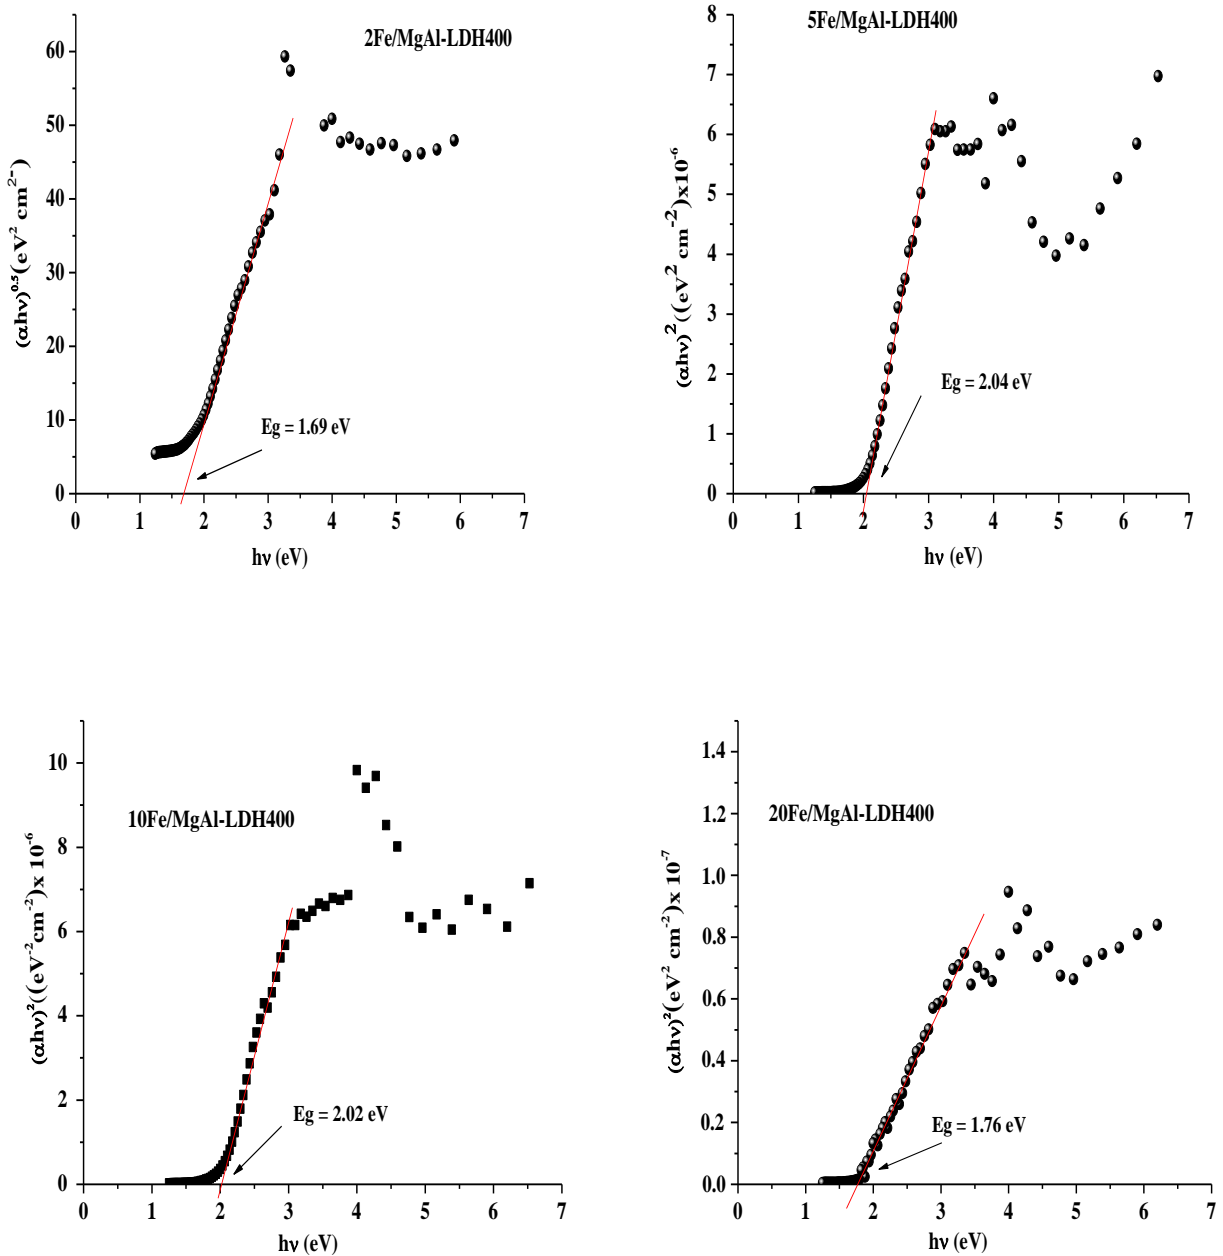 2Fe/MgAl-LDH400
60
50
40
30
20
10
0
(αhν)^0.5(eV² cm²⁻)
Eg = 1.69 eV
0 1 2 3 4 5 6 7
hν (eV)
5Fe/MgAl-LDH400
8
7
6
5
4
3
2
1
0
(αhν)²((eV² cm⁻²)x10⁻⁶
Eg = 2.04 eV
0 1 2 3 4 5 6 7
hν (eV)
10Fe/MgAl-LDH400
10
8
6
4
2
0
(αhν)²((eV⁻²cm⁻²)x 10⁻⁶
Eg = 2.02 eV
0 1 2 3 4 5 6 7
hν (eV)
20Fe/MgAl-LDH400
1.4
1.2
1.0
0.8
0.6
0.4
0.2
0.0
(αhν)²(eV² cm⁻²)x 10⁻⁷
Eg = 1.76 eV
0 1 2 3 4 5 6 7
hν (eV)